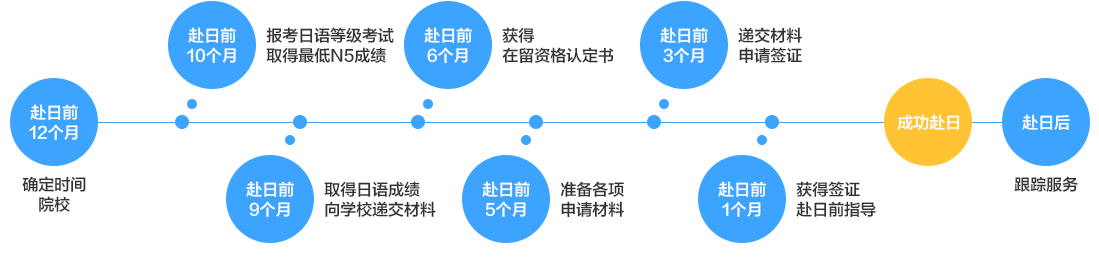 赴日前
12个月
确定时间
院校
赴日前
10个月
报考日语等级考试
取得最低N5成绩
赴日前
9个月
取得日语成绩
向学校递交材料
赴日前
6个月
获得
在留资格认定书
赴日前
5个月
准备各项
申请材料
赴日前
3个月
递交材料
申请签证
赴日前
1个月
获得签证
赴日前指导
成功赴日
赴日后
跟踪服务